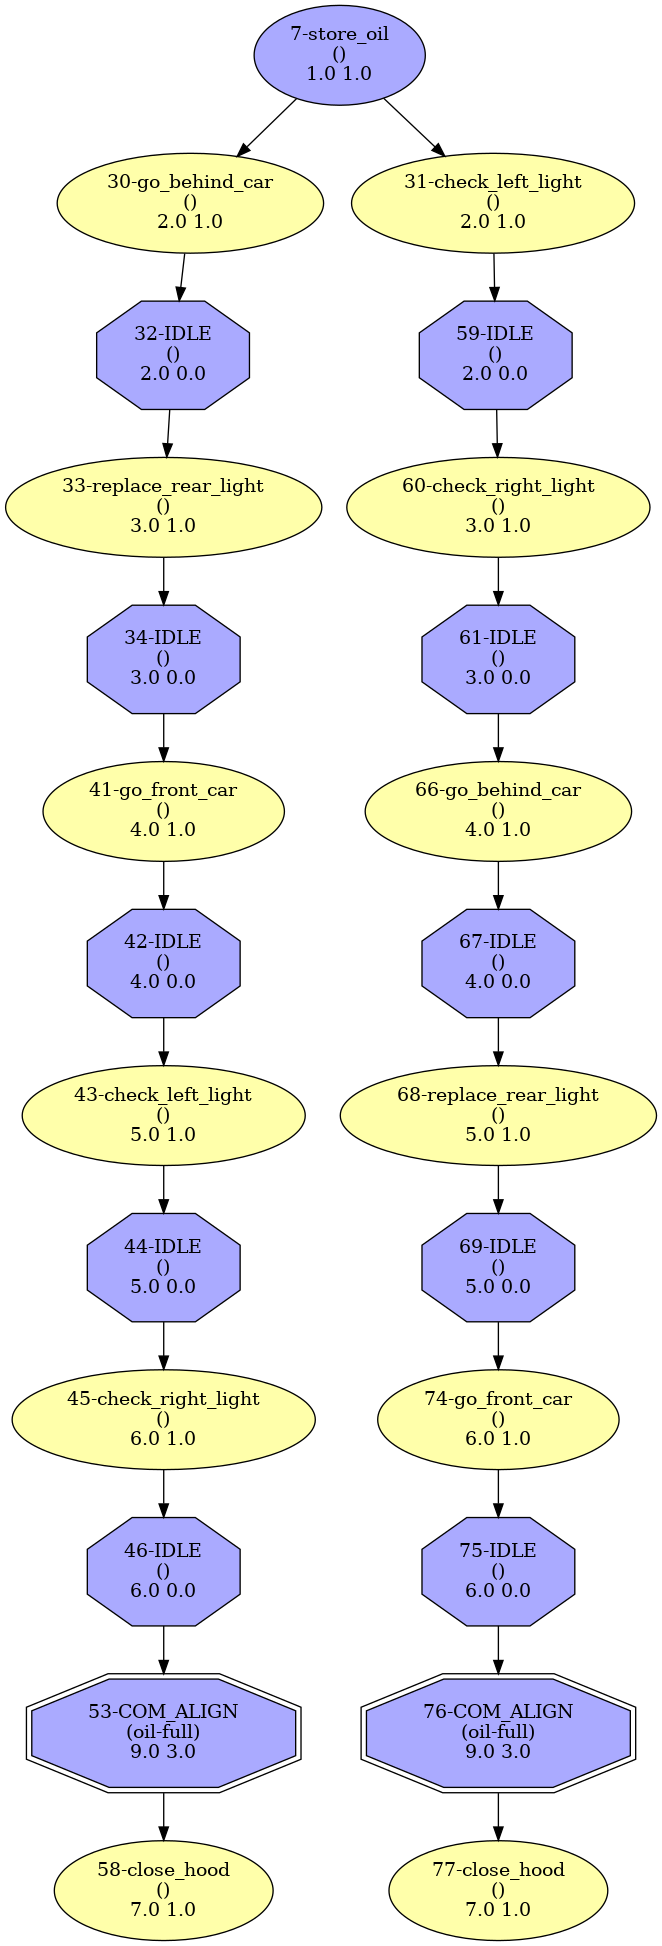 7-store_oil
()
1.0 1.0
30-go_behind_car
()
2.0 1.0
31-check_left_light
()
2.0 1.0
32-IDLE
()
2.0 0.0
59-IDLE
()
2.0 0.0
33-replace_rear_light
()
3.0 1.0
60-check_right_light
()
3.0 1.0
34-IDLE
()
3.0 0.0
61-IDLE
()
3.0 0.0
41-go_front_car
()
4.0 1.0
66-go_behind_car
()
4.0 1.0
42-IDLE
()
4.0 0.0
67-IDLE
()
4.0 0.0
43-check_left_light
()
5.0 1.0
68-replace_rear_light
()
5.0 1.0
44-IDLE
()
5.0 0.0
69-IDLE
()
5.0 0.0
45-check_right_light
()
6.0 1.0
74-go_front_car
()
6.0 1.0
46-IDLE
()
6.0 0.0
75-IDLE
()
6.0 0.0
53-COM_ALIGN
(oil-full)
9.0 3.0
76-COM_ALIGN
(oil-full)
9.0 3.0
58-close_hood
()
7.0 1.0
77-close_hood
()
7.0 1.0